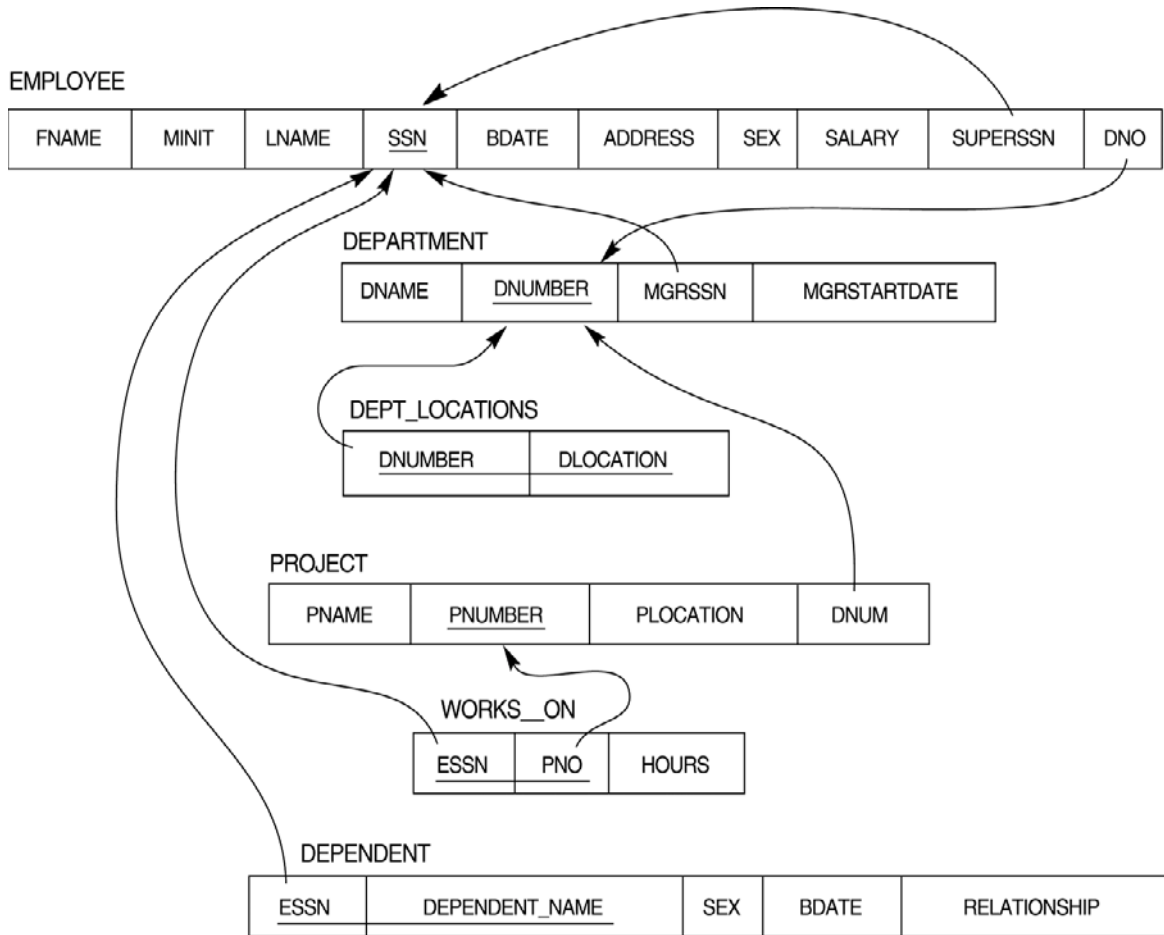 EMPLOYEE
FNAME MINIT LNAME SSN BDATE ADDRESS SEX SALARY SUPERSSN DNO
DEPARTMENT
DNAME DNUMBER MGRSSN MGRSTARTDATE
DEPT_LOCATIONS
DNUMBER DLOCATION
PROJECT
PNAME PNUMBER PLOCATION DNUM
WORKS__ON
ESSN PNO HOURS
DEPENDENT
ESSN DEPENDENT_NAME SEX BDATE RELATIONSHIP